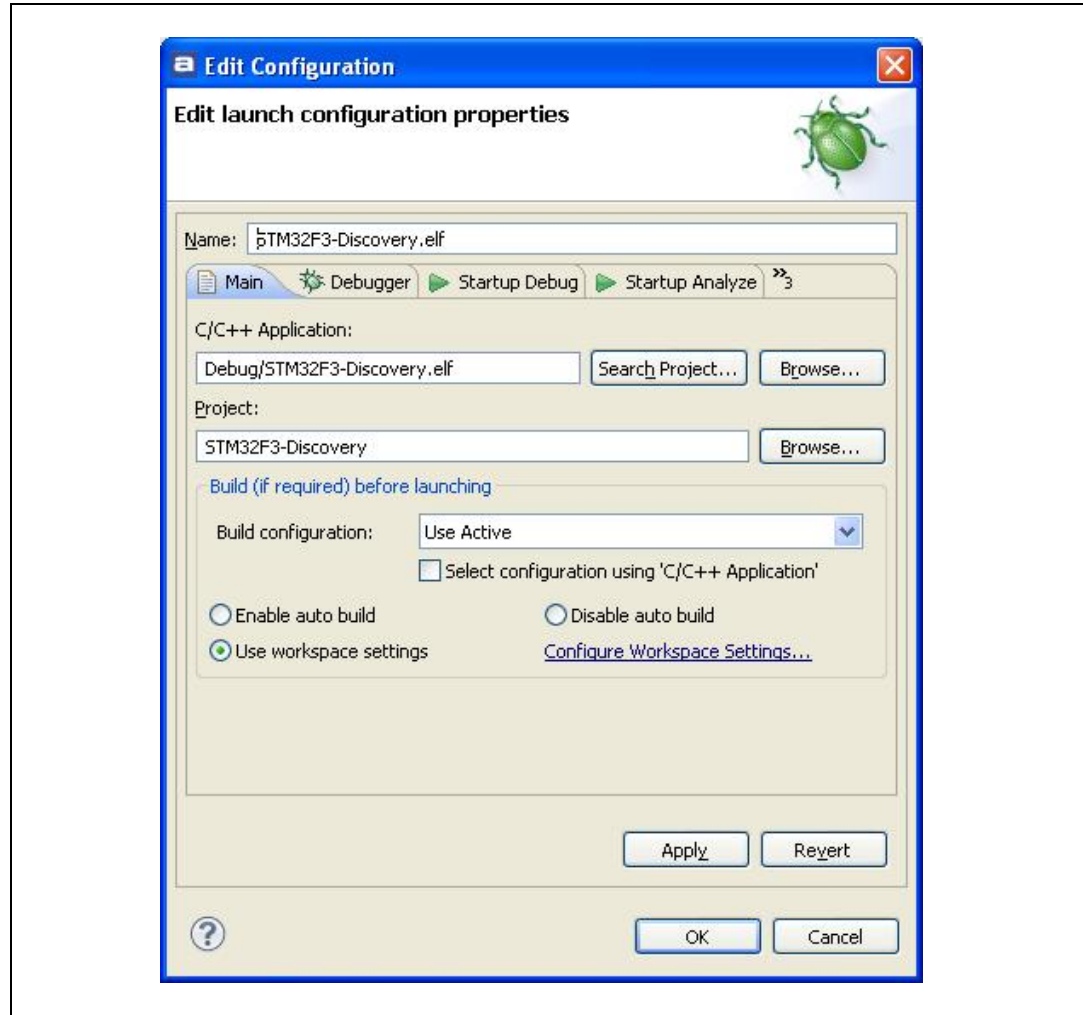 a Edit Configuration
Edit launch configuration properties
Name: STM32F3-Discovery.elf
Main Debugger Startup Debug Startup Analyze »3
C/C++ Application:
Debug/STM32F3-Discovery.elf Search Project... Browse...
Project:
STM32F3-Discovery Browse...
Build (if required) before launching
Build configuration: Use Active
Select configuration using 'C/C++ Application'
Enable auto build Disable auto build
Use workspace settings Configure Workspace Settings...
Apply Revert
? OK Cancel